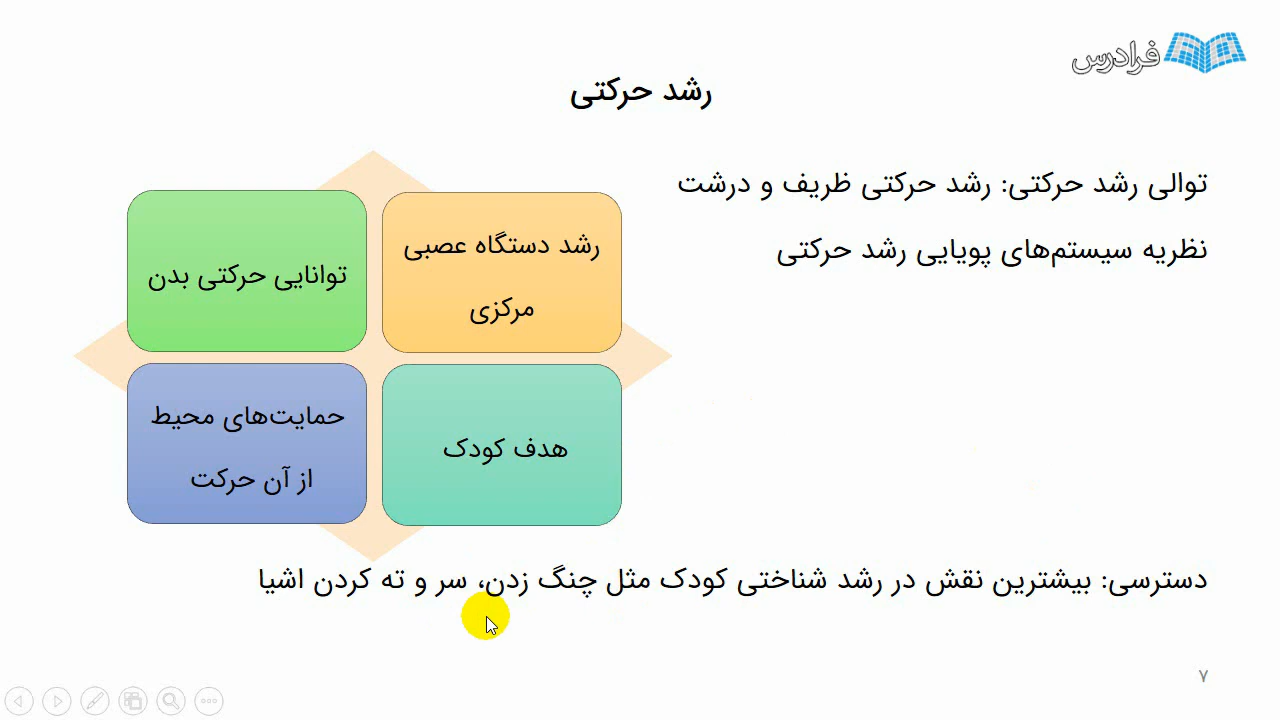 فرادرس
رشد حرکتی
توالی رشد حرکتی: رشد حرکتی ظریف و درشت
نظریه سیستم‌های پویایی رشد حرکتی
رشد دستگاه عصبی
مرکزی
توانایی حرکتی بدن
هدف کودک
حمایت‌های محیط
از آن حرکت
دسترسی: بیشترین نقش در رشد شناختی کودک مثل چنگ زدن، سر و ته کردن اشیا
۷